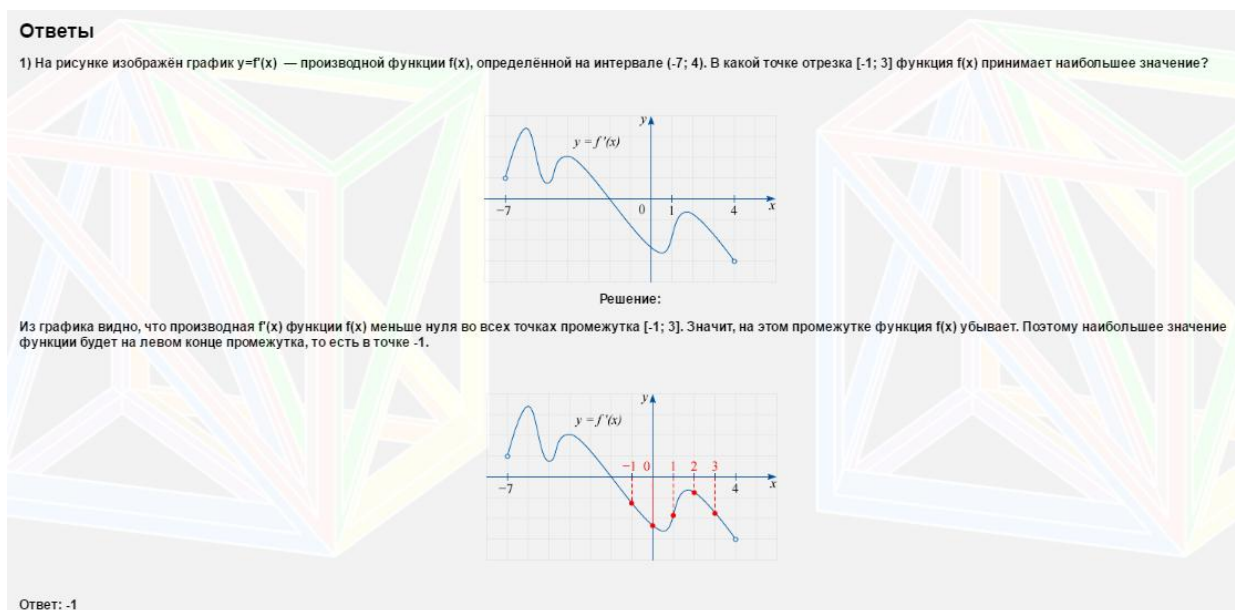 Ответы
1) На рисунке изображён график y=f'(x) — производной функции f(x), определённой на интервале (-7; 4). В какой точке отрезка [-1; 3] функция f(x) принимает наибольшее значение?
y
y = f '(x)
−7
0
1
4
x
Решение:
Из графика видно, что производная f'(x) функции f(x) меньше нуля во всех точках промежутка [-1; 3]. Значит, на этом промежутке функция f(x) убывает. Поэтому наибольшее значение
функции будет на левом конце промежутка, то есть в точке -1.
y
y = f '(x)
−1 0 1 2 3
−7
4
x
Ответ: -1